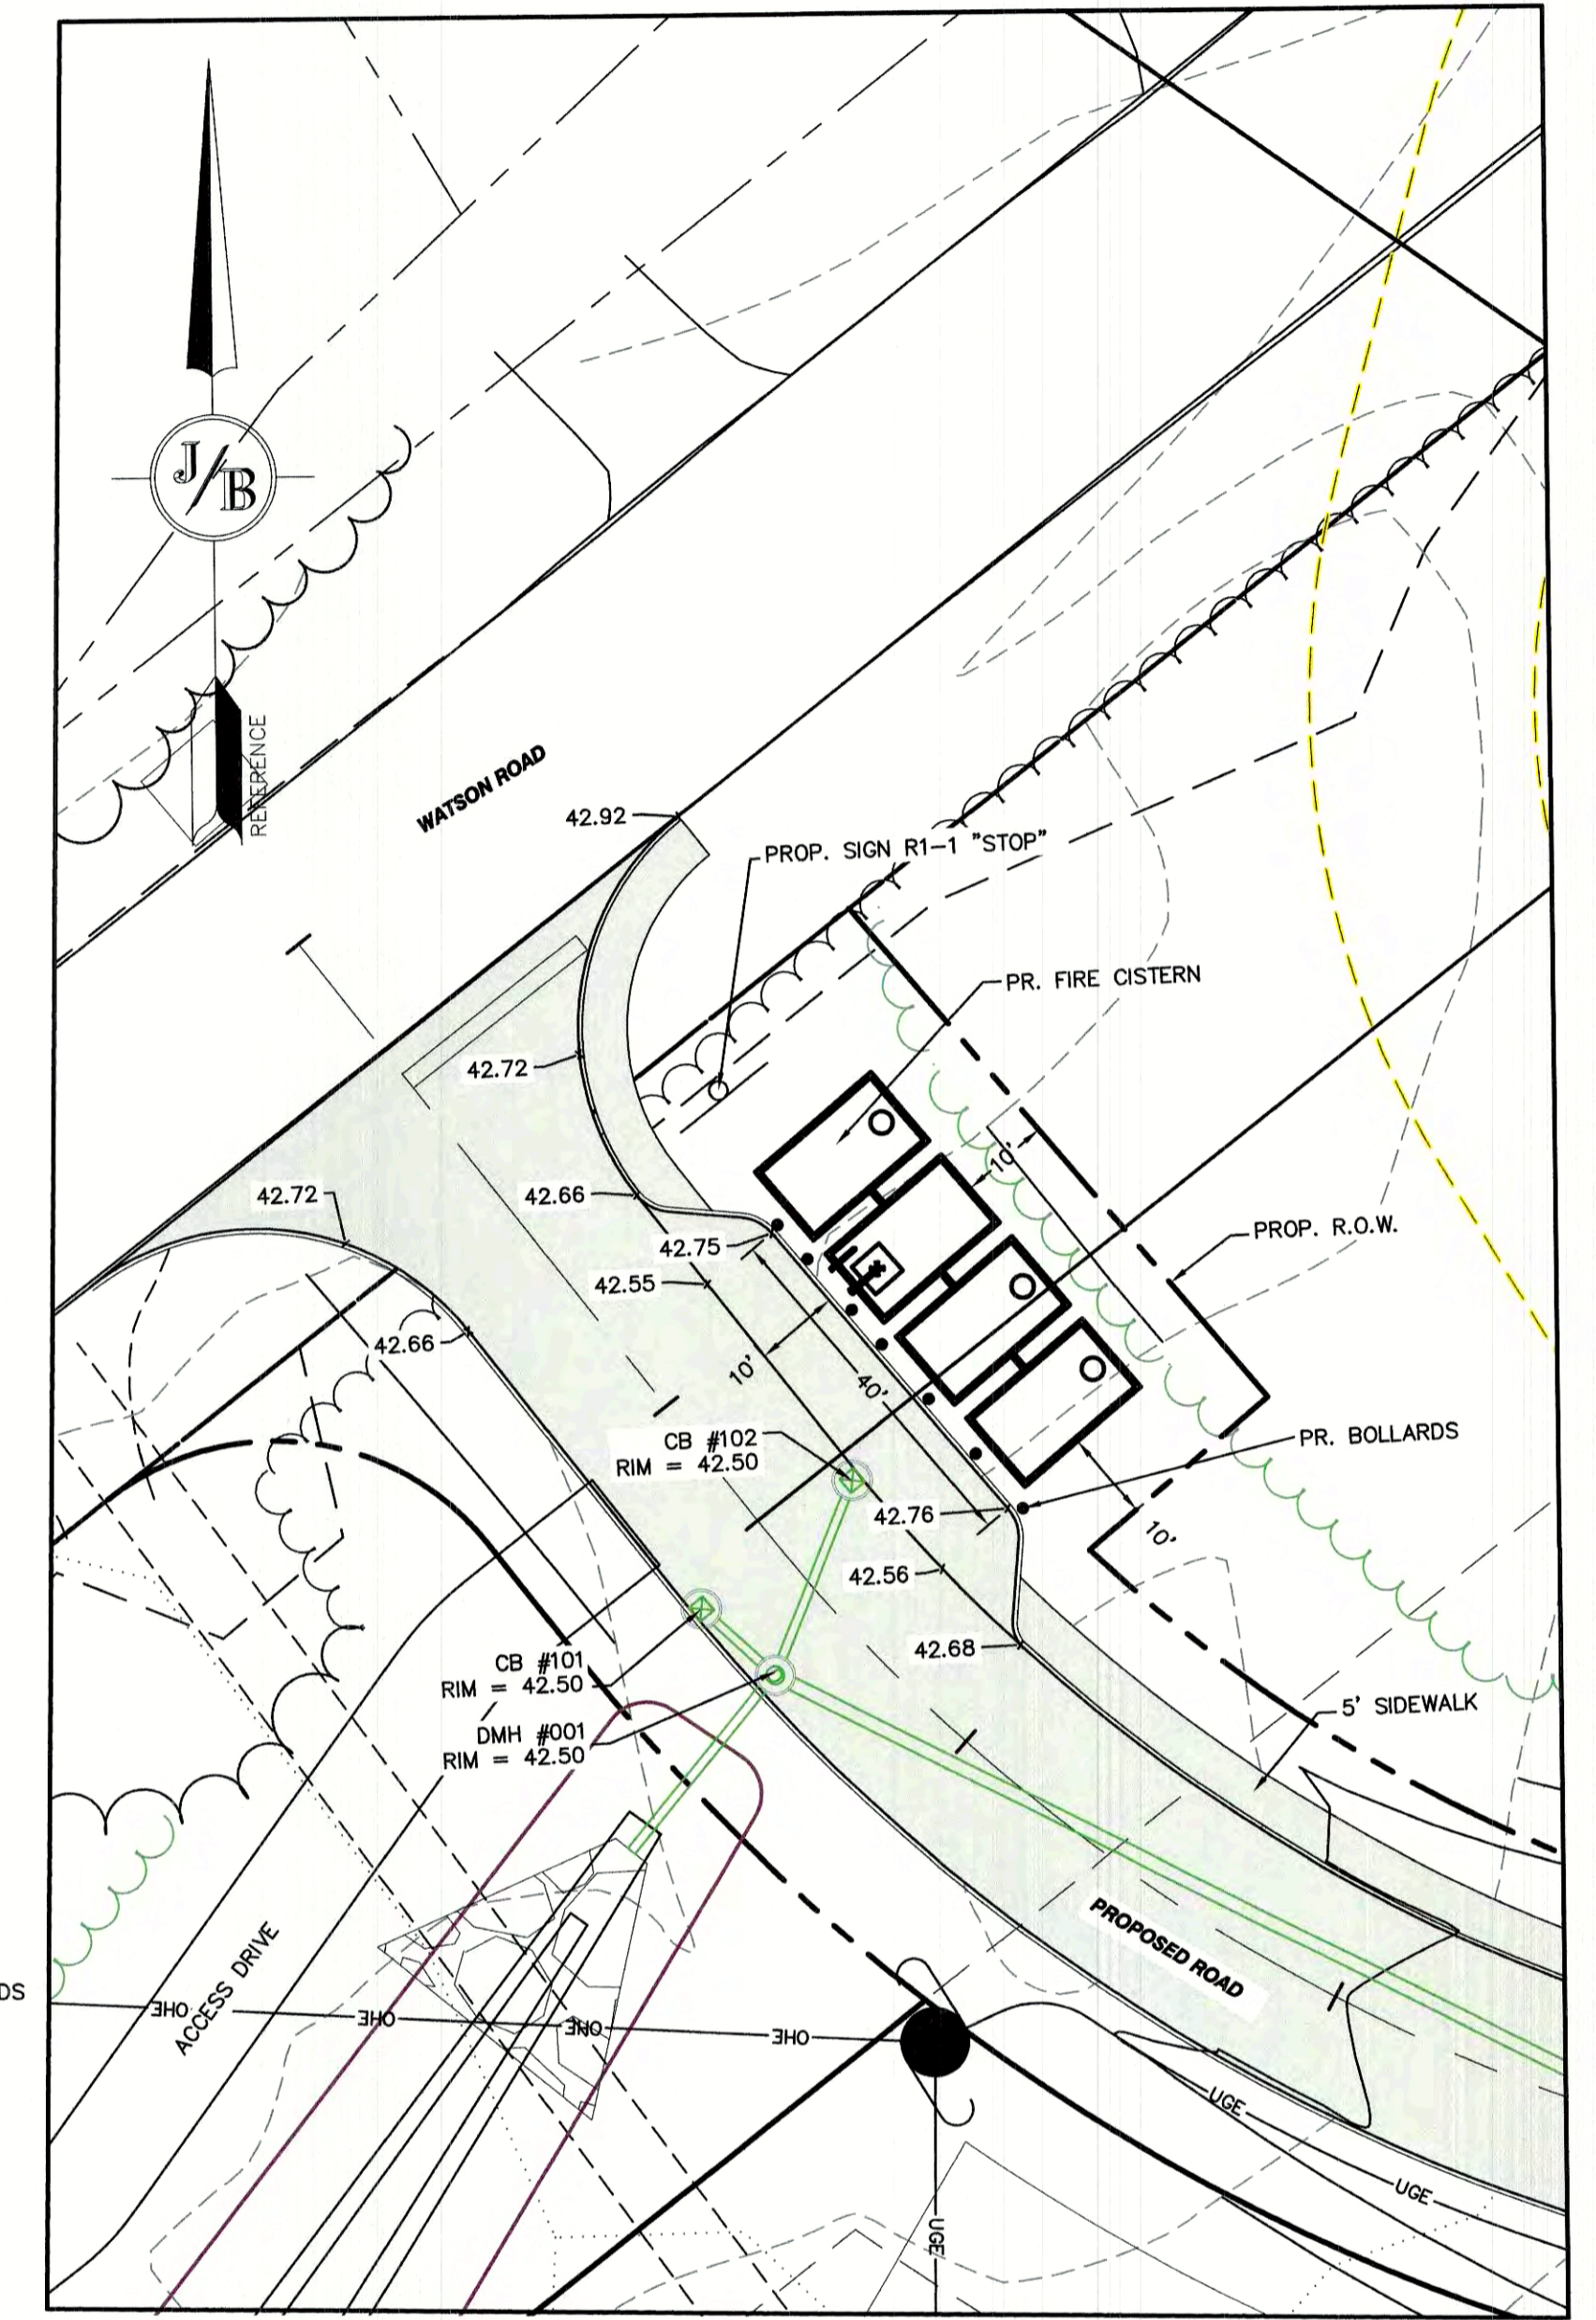 J/B
REFERENCE
WATSON ROAD
42.92
PROP. SIGN R1-1 "STOP"
PR. FIRE CISTERN
42.72
10'
42.72
42.66
PROP. R.O.W.
42.75
42.55
42.66
10'
40'
CB #102
RIM = 42.50
PR. BOLLARDS
42.76
10'
42.56
42.68
CB #101
RIM = 42.50
5' SIDEWALK
DMH #001
RIM = 42.50
PROPOSED ROAD
ACCESS DRIVE
DS
OHE
OHE
OHE
OHE
UGE
UGE
UGE